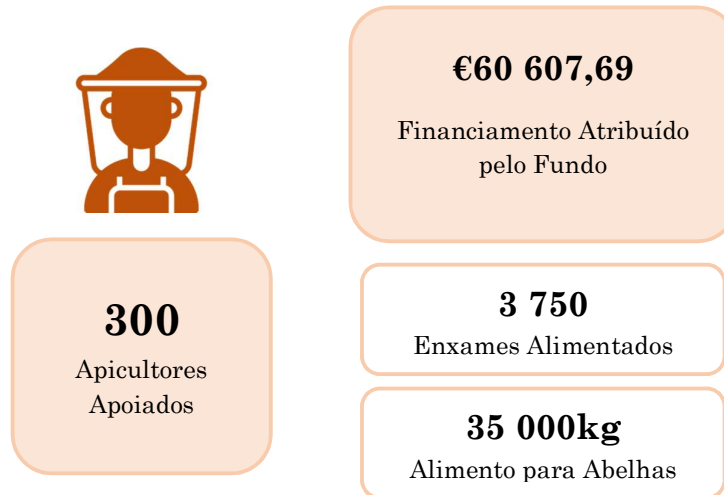 €60 607,69
Financiamento Atribuído
pelo Fundo
300
Apicultores
Apoiados
3 750
Enxames Alimentados
35 000kg
Alimento para Abelhas